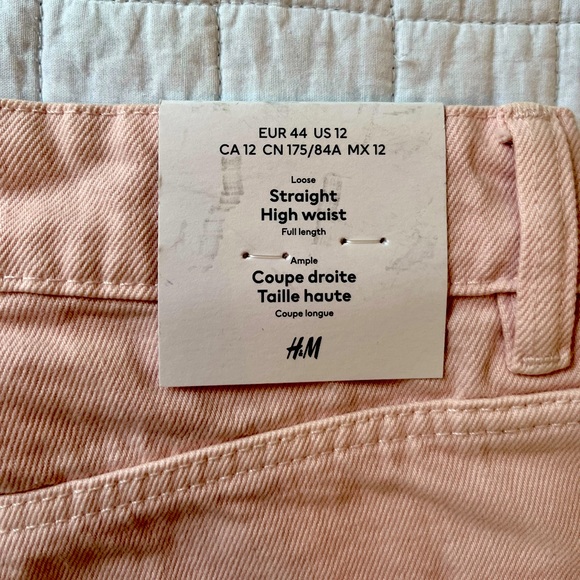 EUR 44 US 12
CA 12 CN 175/84A MX 12
Loose
Straight
High waist
Full length
Ample
Coupe droite
Taille haute
Coupe longue
H&M